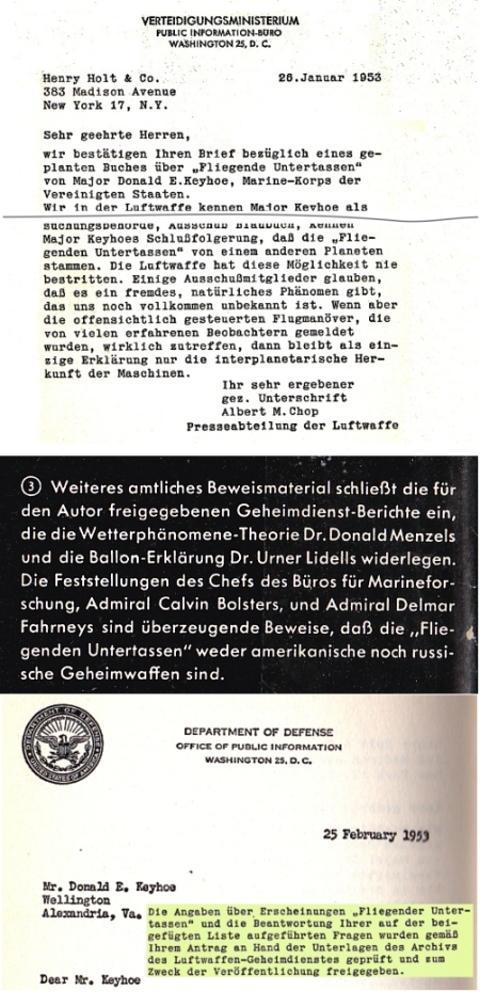 VERTEIDIGUNGSMINISTERIUM
PUBLIC INFORMATION-BÜRO
WASHINGTON 25, D. C.
Henry Holt & Co. 26.Januar 1953
383 Madison Avenue
New York 17, N.Y.
Sehr geehrte Herren,
wir bestätigen Ihren Brief bezüglich eines ge-
planten Buches über „Fliegende Untertassen"
von Major Donald E.Keyhoe, Marine-Korps der
Vereinigten Staaten.
Wir in der Luftwaffe kennen Major Keyhoe als
suchungsbehörde, Ausschuß Blaubuch, kennen
Major Keyhoes Schlußfolgerung, daß die „Flie-
genden Untertassen" von einem anderen Planeten
stammen. Die Luftwaffe hat diese Möglichkeit nie
bestritten. Einige Ausschußmitglieder glauben,
daß es ein fremdes, natürliches Phänomen gibt,
das uns noch vollkommen unbekannt ist. Wenn aber
die offensichtlich gesteuerten Flugmanöver, die
von vielen erfahrenen Beobachtern gemeldet
wurden, wirklich zutreffen, dann bleibt als ein-
zige Erklärung nur die interplanetarische Her-
kunft der Maschinen.
Ihr sehr ergebener
gez. Unterschrift
Albert M.Chop
Presseabteilung der Luftwaffe
③ Weiteres amtliches Beweismaterial schließt die für
den Autor freigegebenen Geheimdienst-Berichte ein,
die die Wetterphänomene-Theorie Dr. Donald Menzels
und die Ballon-Erklärung Dr. Urner Lidells widerlegen.
Die Feststellungen des Chefs des Büros für Marinefor-
schung, Admiral Calvin Bolsters, und Admiral Delmar
Fahrneys sind überzeugende Beweise, daß die „Flie-
genden Untertassen" weder amerikanische noch russi-
sche Geheimwaffen sind.
DEPARTMENT OF DEFENSE
OFFICE OF PUBLIC INFORMATION
WASHINGTON 25, D. C.
25 February 1953
Mr. Donald E. Keyhoe
Wellington
Alexandria, Va.
Die Angaben über Erscheinungen „Fliegender Unter-
tassen" und die Beantwortung Ihrer auf der bei-
gefügten Liste aufgeführten Fragen wurden gemäß
Ihrem Antrag an Hand der Unterlagen des Archivs
des Luftwaffen-Geheimdienstes geprüft und zum
Zweck der Veröffentlichung freigegeben.
Dear Mr. Keyhoe